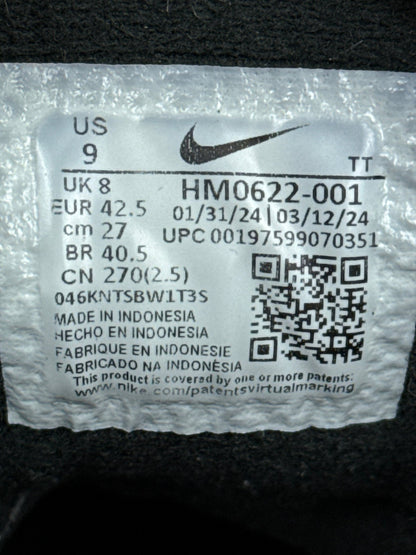 US
9
TT
UK 8
EUR 42.5
cm 27
BR 40.5
CN 270(2.5)
HM0622-001
01/31/24 | 03/12/24
UPC 00197599070351
046KNTSBW1T3S
MADE IN INDONESIA
HECHO EN INDONESIA
FABRIQUE EN INDONESIE
FABRICADO NA INDONÉSIA
This product is covered by one or more patents:
www.nike.com/patentsvirtualmarking